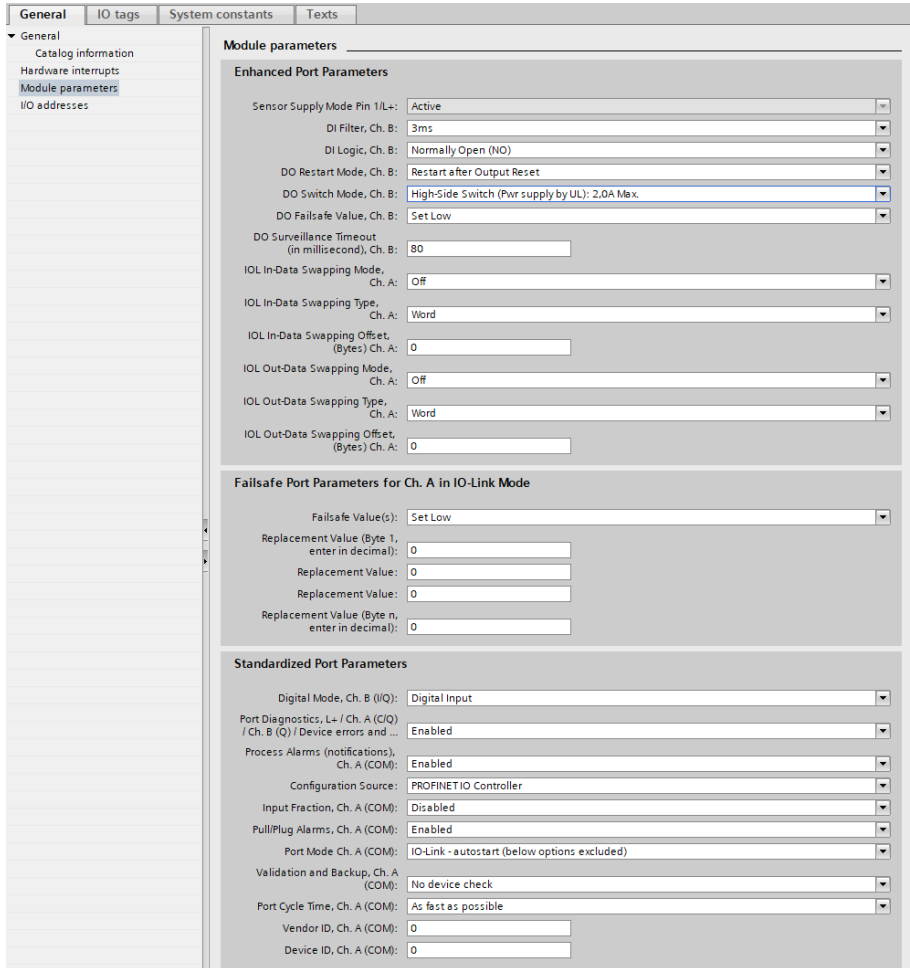 General
IO tags
System constants
Texts
General
Catalog information
Hardware interrupts
Module parameters
I/O addresses
Module parameters
Enhanced Port Parameters
Sensor Supply Mode Pin 1/L+: Active
DI Filter, Ch. B: 3ms
DI Logic, Ch. B: Normally Open (NO)
DO Restart Mode, Ch. B: Restart after Output Reset
DO Switch Mode, Ch. B: High-Side Switch (Pwr supply by UL): 2,0A Max.
DO Failsafe Value, Ch. B: Set Low
DO Surveillance Timeout
(in millisecond), Ch. B: 80
IOL In-Data Swapping Mode,
Ch. A: Off
IOL In-Data Swapping Type,
Ch. A: Word
IOL In-Data Swapping Offset,
(Bytes) Ch. A: 0
IOL Out-Data Swapping Mode,
Ch. A: Off
IOL Out-Data Swapping Type,
Ch. A: Word
IOL Out-Data Swapping Offset,
(Bytes) Ch. A: 0
Failsafe Port Parameters for Ch. A in IO-Link Mode
Failsafe Value(s): Set Low
Replacement Value (Byte 1,
enter in decimal): 0
Replacement Value: 0
Replacement Value: 0
Replacement Value (Byte n,
enter in decimal): 0
Standardized Port Parameters
Digital Mode, Ch. B (I/Q): Digital Input
Port Diagnostics, L+ / Ch. A (C/Q)
/ Ch. B (Q) / Device errors and ... Enabled
Process Alarms (notifications),
Ch. A (COM): Enabled
Configuration Source: PROFINET IO Controller
Input Fraction, Ch. A (COM): Disabled
Pull/Plug Alarms, Ch. A (COM): Enabled
Port Mode Ch. A (COM): IO-Link - autostart (below options excluded)
Validation and Backup, Ch. A
(COM): No device check
Port Cycle Time, Ch. A (COM): As fast as possible
Vendor ID, Ch. A (COM): 0
Device ID, Ch. A (COM): 0